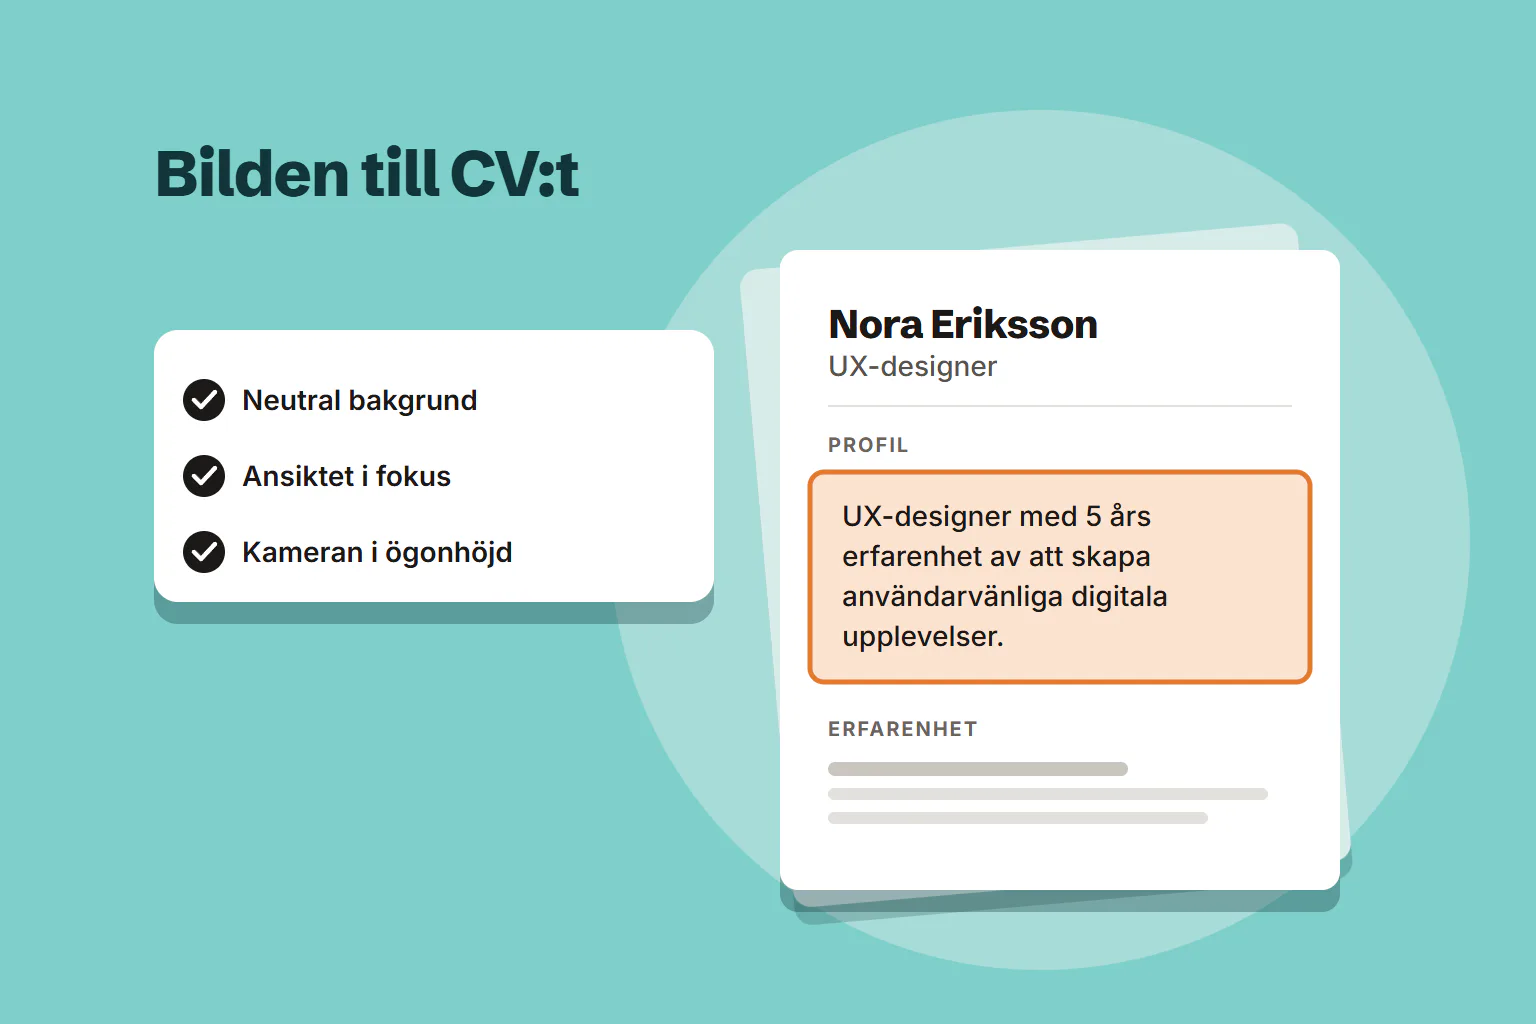 Bilden till CV:t
Neutral bakgrund
Ansiktet i fokus
Kameran i ögonhöjd
Nora Eriksson
UX-designer
PROFIL
UX-designer med 5 års
erfarenhet av att skapa
användarvänliga digitala
upplevelser.
ERFARENHET